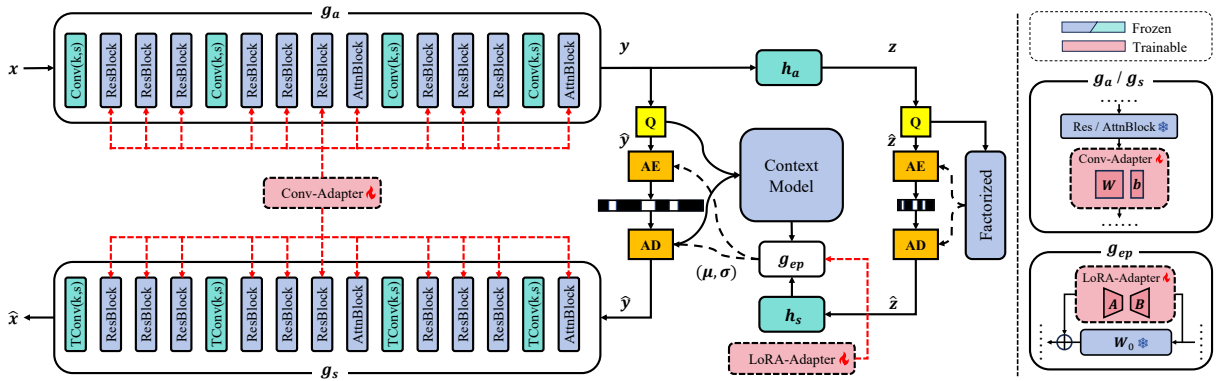 g_a
x
Conv(k,s)
ResBlock
ResBlock
ResBlock
Conv(k,s)
ResBlock
ResBlock
ResBlock
AttnBlock
Conv(k,s)
ResBlock
ResBlock
ResBlock
Conv(k,s)
AttnBlock
y
h_a
z
Q
ŷ
AE
AD
Context
Model
Q
ẑ
AE
AD
Factorized
Conv-Adapter
(μ, σ)
g_ep
h_s
ŷ
ẑ
LoRA-Adapter
x̂
TConv(k,s)
ResBlock
ResBlock
ResBlock
TConv(k,s)
ResBlock
ResBlock
ResBlock
AttnBlock
TConv(k,s)
ResBlock
ResBlock
ResBlock
TConv(k,s)
AttnBlock
g_s
Frozen
Trainable
g_a / g_s
......
Res / AttnBlock
Conv-Adapter
W
b
......
g_ep
LoRA-Adapter
A
B
W_0